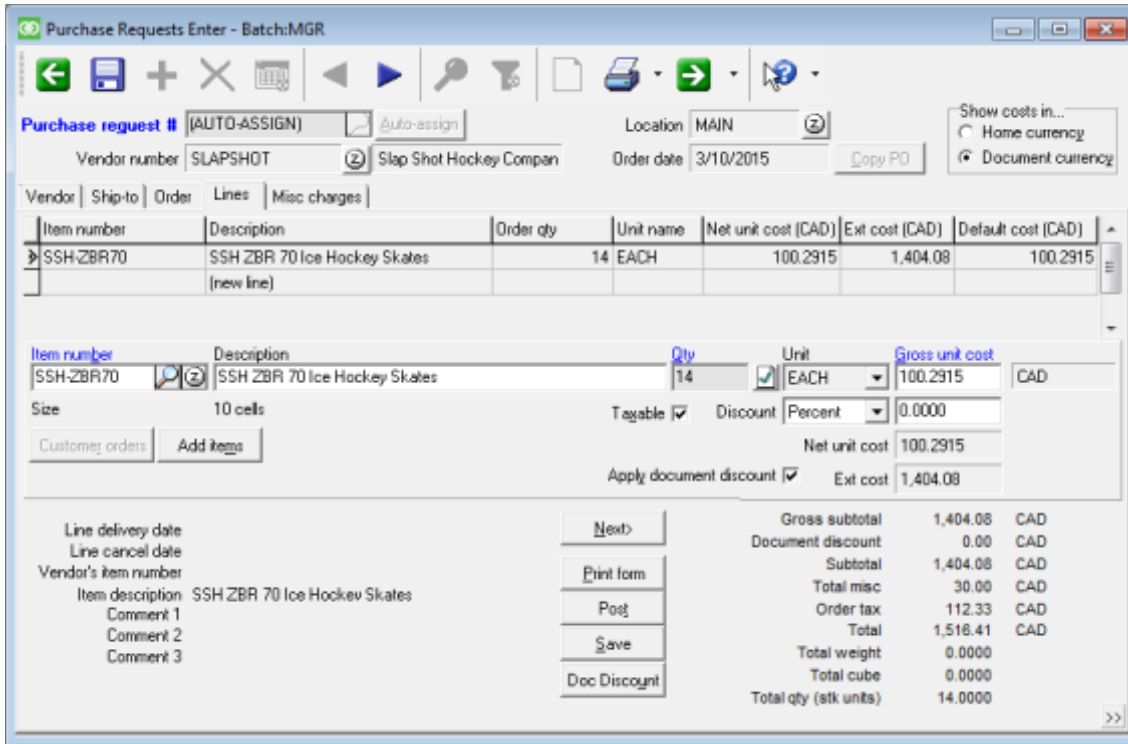 Purchase Requests Enter - Batch:MGR
Purchase request # (AUTO-ASSIGN) Auto-assign Location MAIN Show costs in...
Home currency
Vendor number SLAPSHOT Slap Shot Hockey Compan Order date 3/10/2015 Copy PO Document currency
Vendor Ship-to Order Lines Misc charges
Item number Description Order qty Unit name Net unit cost (CAD) Ext cost (CAD) Default cost (CAD)
SSH-ZBR70 SSH ZBR 70 Ice Hockey Skates 14 EACH 100.2915 1,404.08 100.2915
(new line)
Item number Description Qty Unit Gross unit cost
SSH-ZBR70 SSH ZBR 70 Ice Hockey Skates 14 EACH 100.2915 CAD
Size 10 cells Taxable Discount Percent 0.0000
Customer orders Add items Net unit cost 100.2915
Apply document discount Ext cost 1,404.08
Line delivery date
Line cancel date
Vendor's item number
Item description SSH ZBR 70 Ice Hockey Skates
Comment 1
Comment 2
Comment 3
Next>
Print form
Post
Save
Doc Discount
Gross subtotal 1,404.08 CAD
Document discount 0.00 CAD
Subtotal 1,404.08 CAD
Total misc 30.00 CAD
Order tax 112.33 CAD
Total 1,516.41 CAD
Total weight 0.0000
Total cube 0.0000
Total qty (stk units) 14.0000
>>